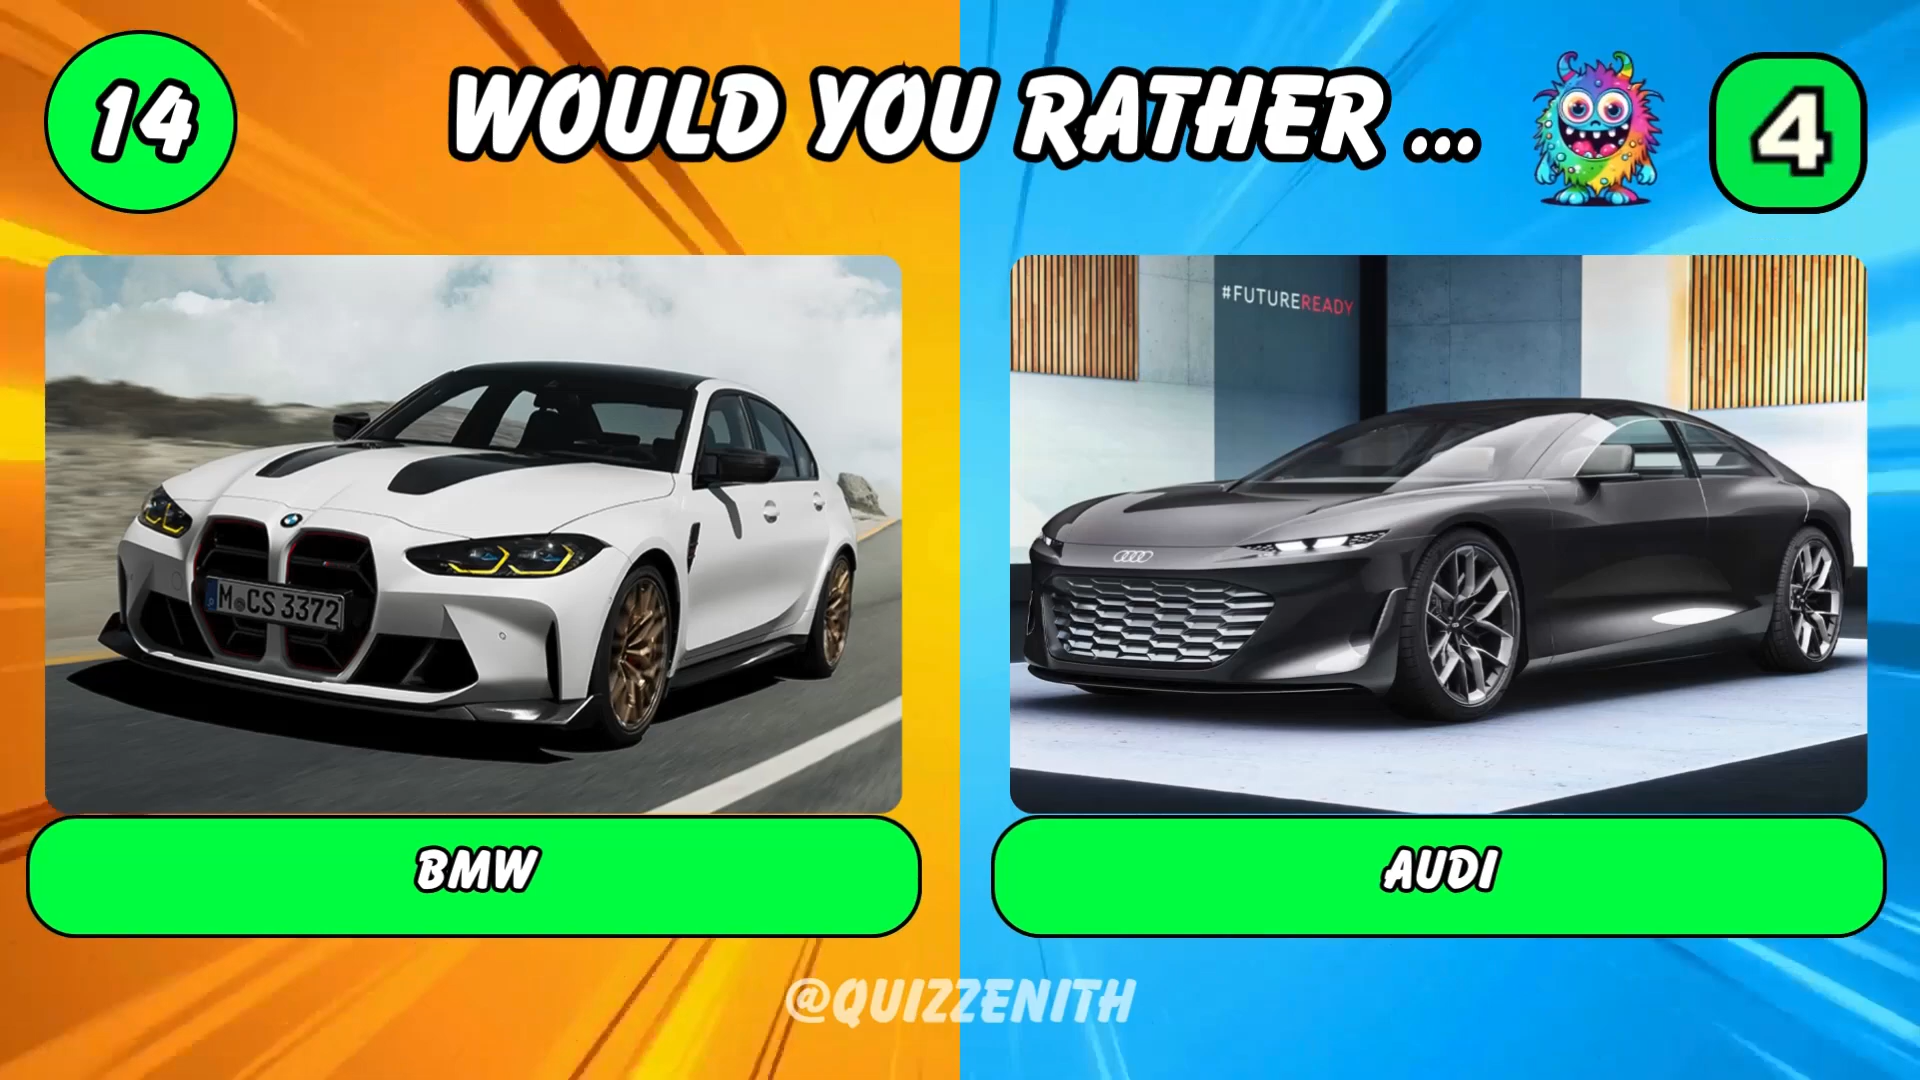 14
WOULD YOU RATHER ...
4
M CS 3372
#FUTUREREADY
BMW
AUDI
@QUIZZENITH